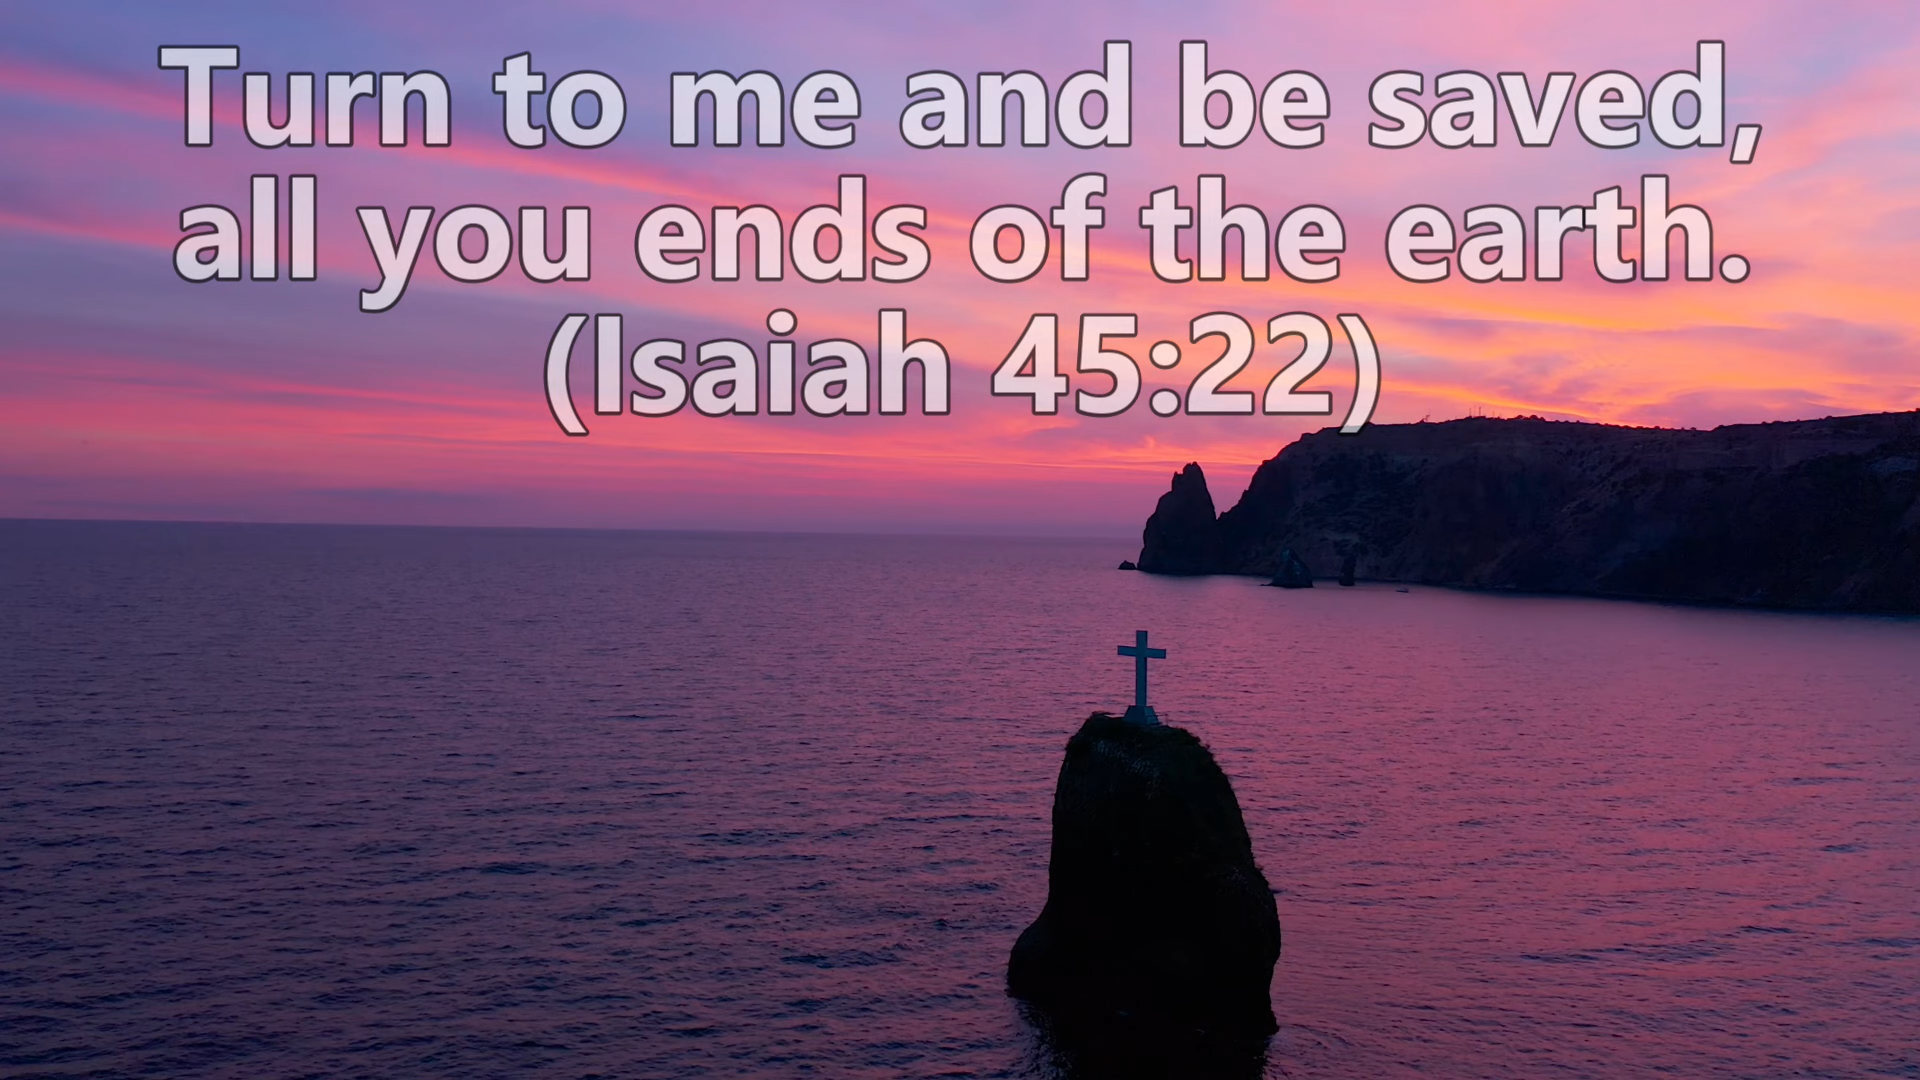 Turn to me and be saved,
all you ends of the earth.
(Isaiah 45:22)